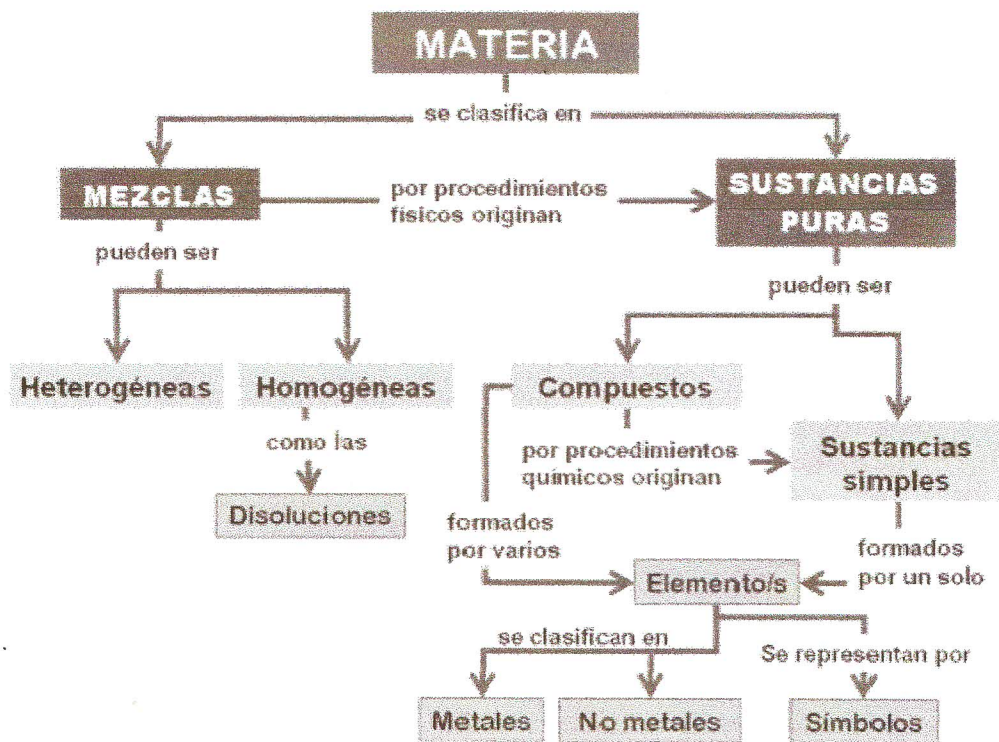 MATERIA
se clasifica en
MEZCLAS
por procedimientos
físicos originan
SUSTANCIAS
PURAS
pueden ser
pueden ser
Heterogéneas
Homogéneas
Compuestos
como las
por procedimientos
químicos originan
Sustancias
simples
Disoluciones
formados
por varios
formados
por un solo
Elemento/s
se clasifican en
Se representan por
Metales
No metales
Símbolos